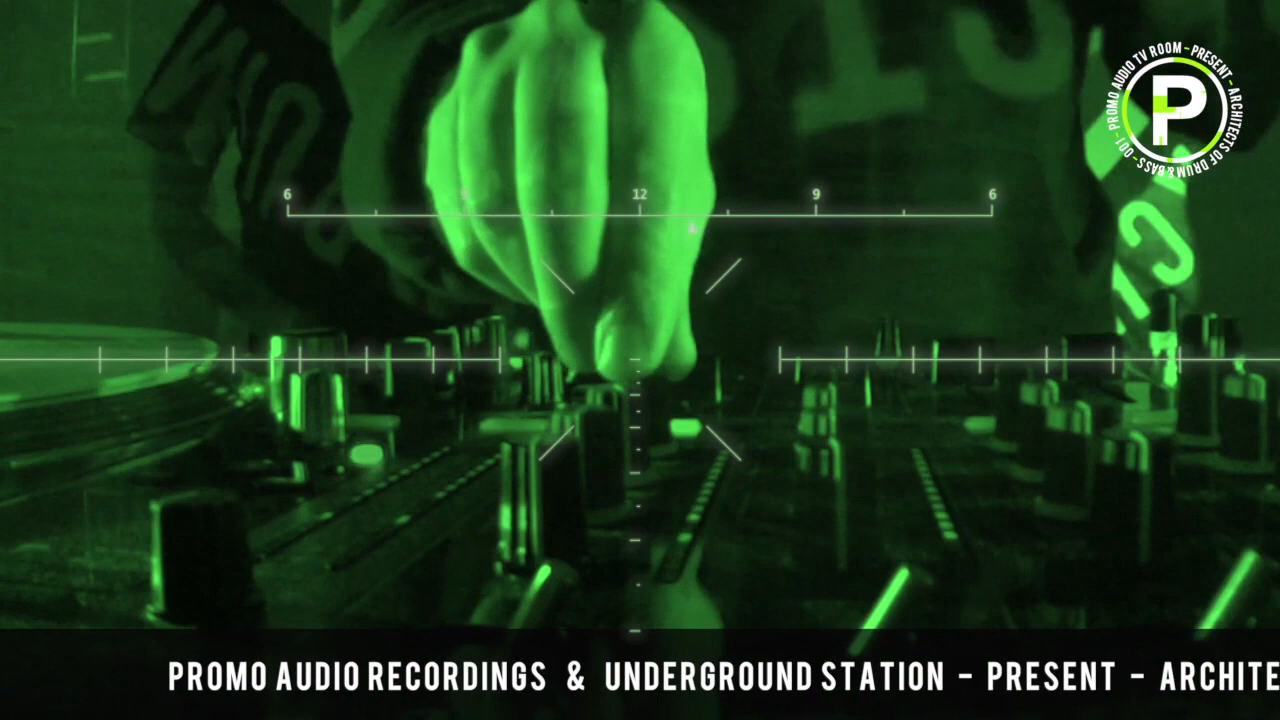 PROMO AUDIO TV ROOM - PRESENT - ARCHITECTS OF DRUM & BASS - 001 -
P
6 12 9 6
PROMO AUDIO RECORDINGS & UNDERGROUND STATION - PRESENT - ARCHITE